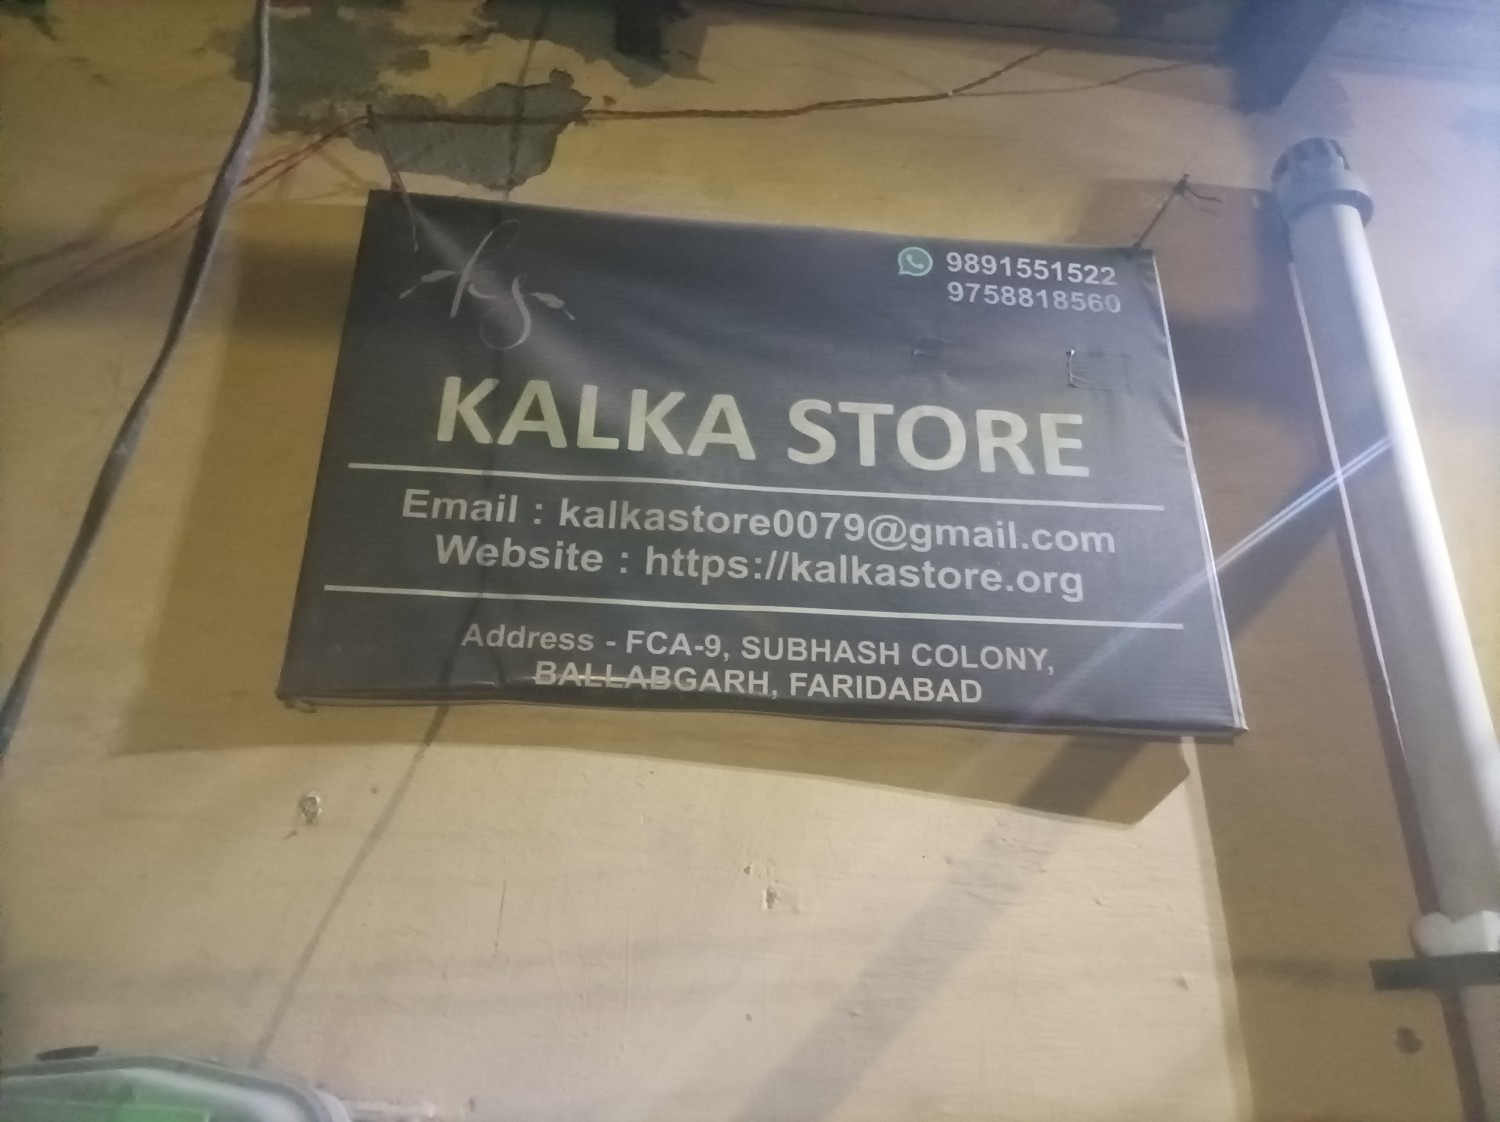 ks
9891551522
9758818560
KALKA STORE
Email : kalkastore0079@gmail.com
Website : https://kalkastore.org
Address - FCA-9, SUBHASH COLONY,
BALLABGARH, FARIDABAD